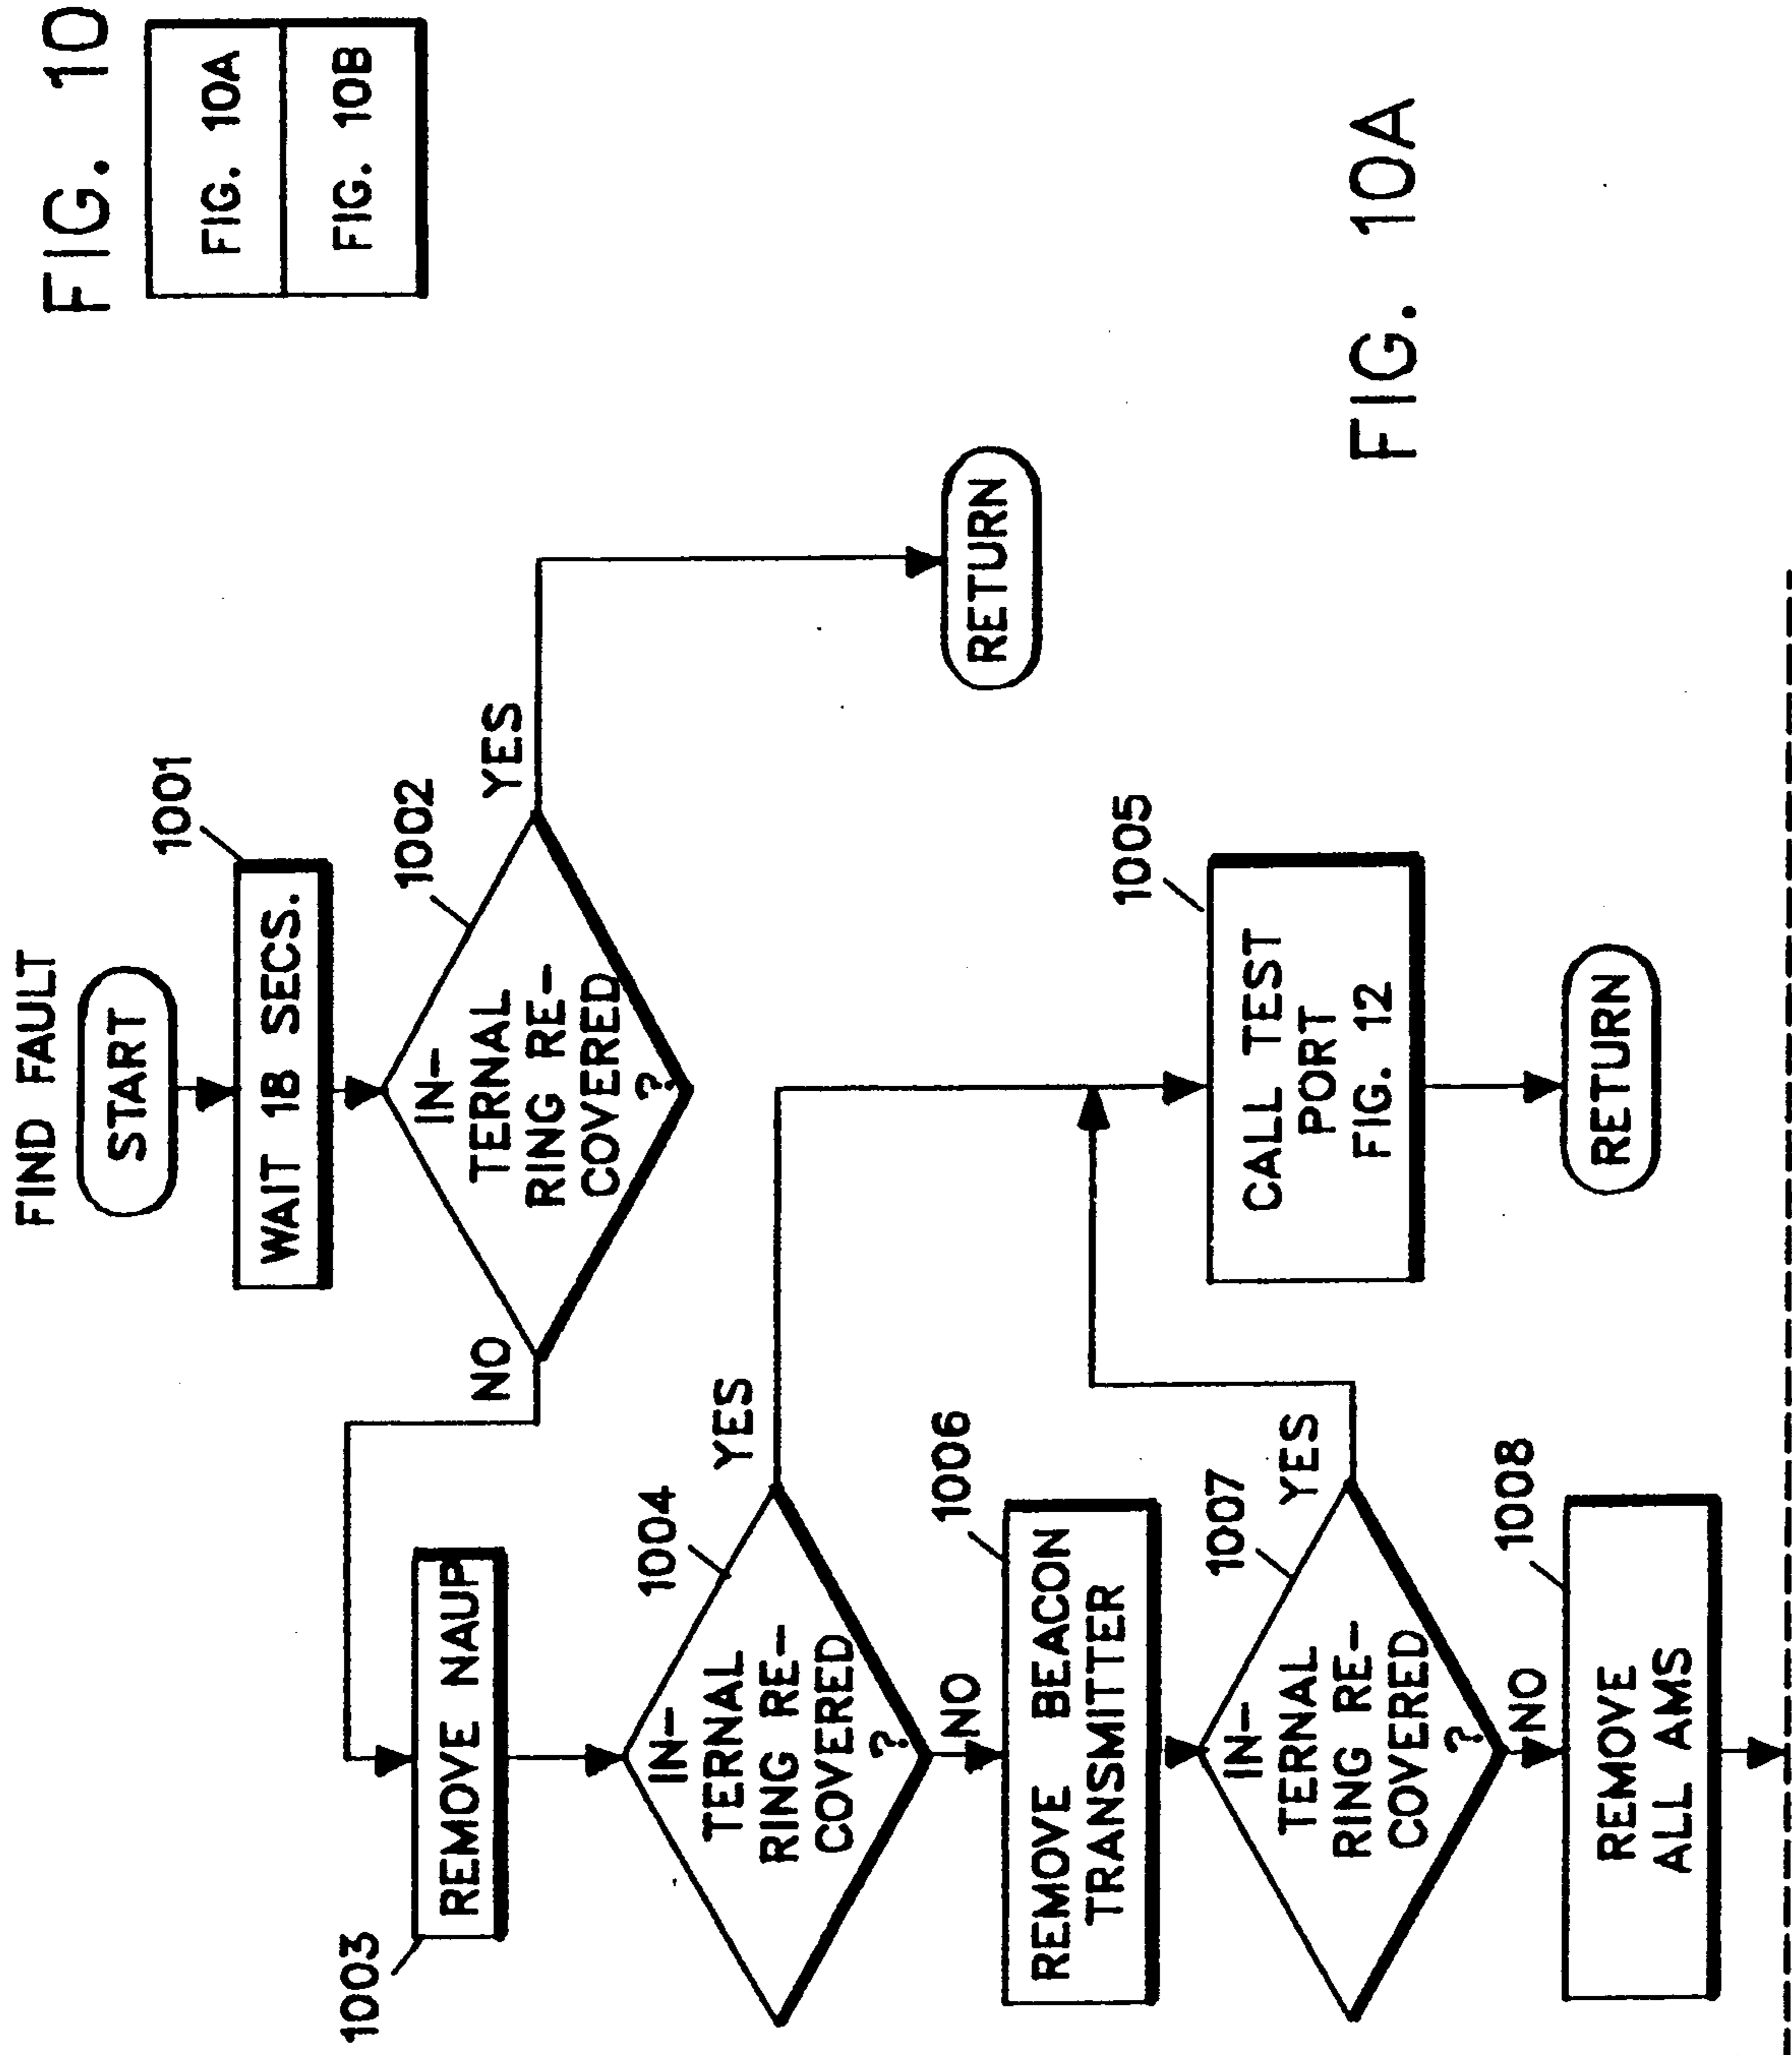 FIG. 10
FIG. 10A
FIG. 10B
FIND FAULT
START
1001
WAIT 18 SECS.
1002
IN-
TERNAL
RING RE-
COVERED
?
YES
NO
RETURN
1003
REMOVE NAUP
1004
IN-
TERNAL
RING RE-
COVERED
?
YES
NO
1005
CALL TEST
PORT
FIG. 12
RETURN
1006
REMOVE BEACON
TRANSMITTER
1007
IN-
TERNAL
RING RE-
COVERED
?
YES
NO
1008
REMOVE
ALL AMS
FIG. 10A